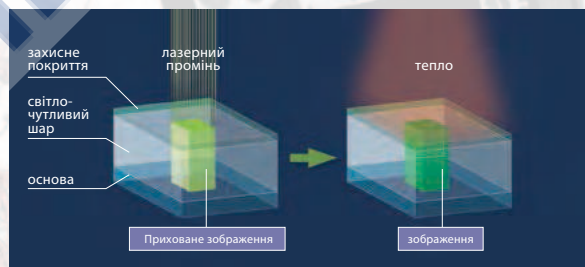 захисне
покриття
лазерний
промінь
тепло
світло-
чутливий
шар
основа
Приховане зображення
зображення